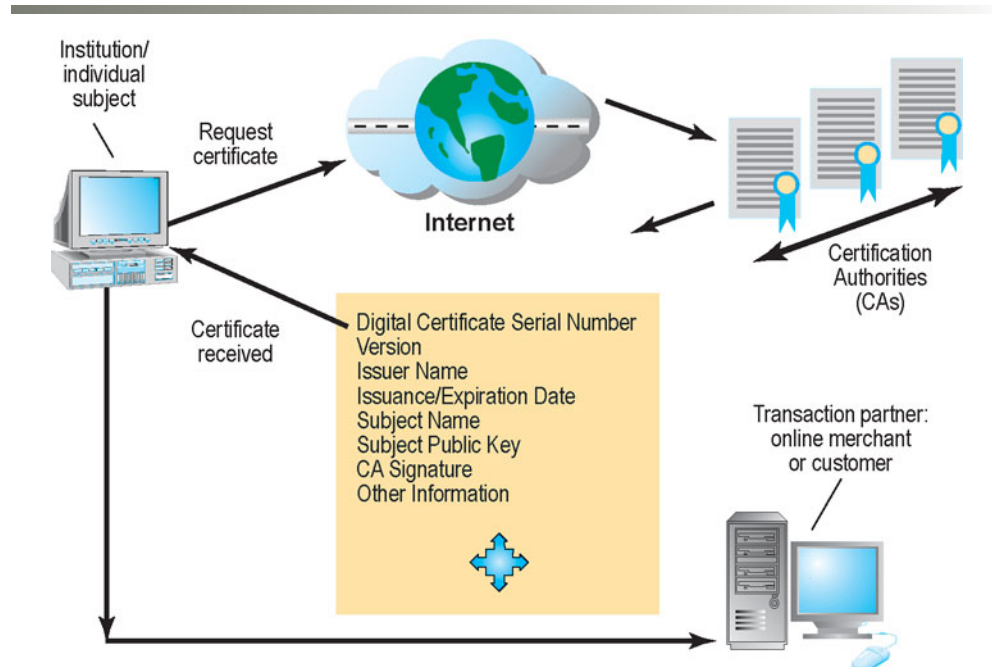 Institution/
individual
subject
Request
certificate
Internet
Certification
Authorities
(CAs)
Certificate
received
Digital Certificate Serial Number
Version
Issuer Name
Issuance/Expiration Date
Subject Name
Subject Public Key
CA Signature
Other Information
Transaction partner:
online merchant
or customer